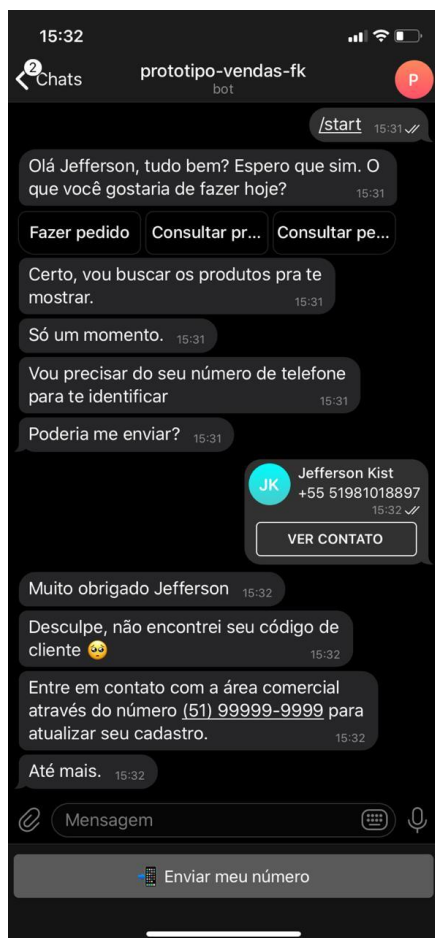 15:32
2
Chats
prototipo-vendas-fk
bot
P
/start 15:31
Olá Jefferson, tudo bem? Espero que sim. O
que você gostaria de fazer hoje? 15:31
Fazer pedido
Consultar pr...
Consultar pe...
Certo, vou buscar os produtos pra te
mostrar. 15:31
Só um momento. 15:31
Vou precisar do seu número de telefone
para te identificar 15:31
Poderia me enviar? 15:31
JK
Jefferson Kist
+55 51981018897
15:32
VER CONTATO
Muito obrigado Jefferson 15:32
Desculpe, não encontrei seu código de
cliente 🥺 15:32
Entre em contato com a área comercial
através do número (51) 99999-9999 para
atualizar seu cadastro. 15:32
Até mais. 15:32
Mensagem
📲 Enviar meu número